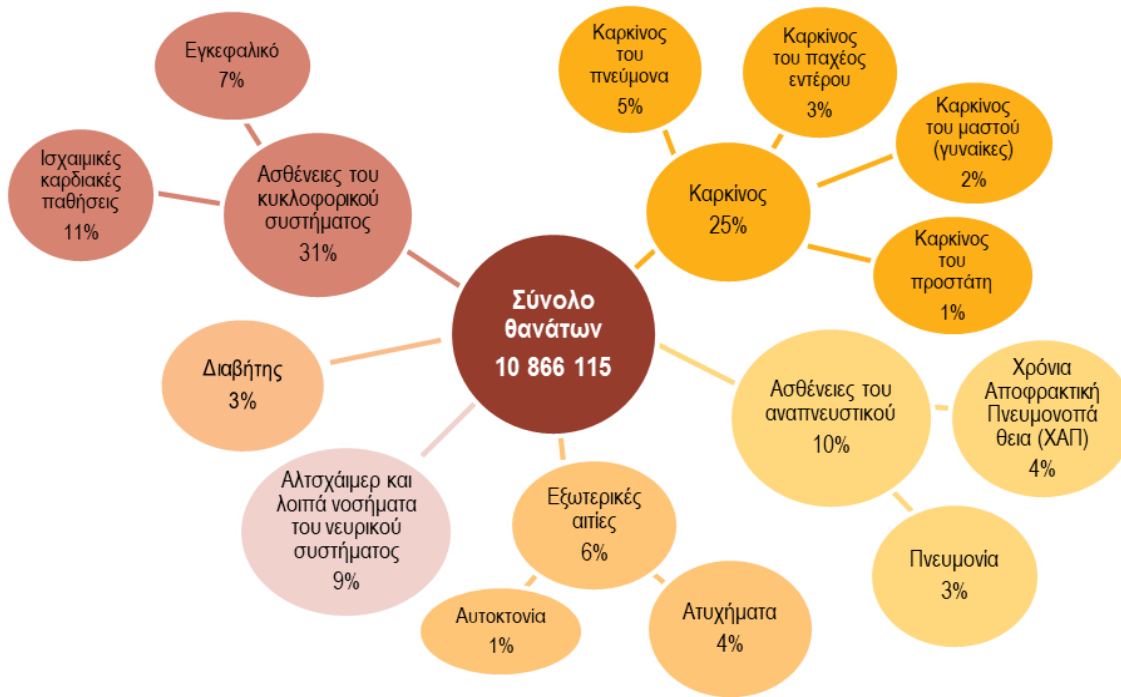 Εγκεφαλικό
7%
Ισχαιμικές
καρδιακές
παθήσεις
11%
Ασθένειες του
κυκλοφορικού
συστήματος
31%
Καρκίνος
του
πνεύμονα
5%
Καρκίνος
του παχέος
εντέρου
3%
Καρκίνος
του μαστού
(γυναίκες)
2%
Καρκίνος
25%
Καρκίνος
του
προστάτη
1%
Σύνολο
θανάτων
10 866 115
Διαβήτης
3%
Ασθένειες του
αναπνευστικού
10%
Χρόνια
Αποφρακτική
Πνευμονοπά
θεια (ΧΑΠ)
4%
Αλτσχάιμερ και
λοιπά νοσήματα
του νευρικού
συστήματος
9%
Εξωτερικές
αιτίες
6%
Πνευμονία
3%
Αυτοκτονία
1%
Ατυχήματα
4%